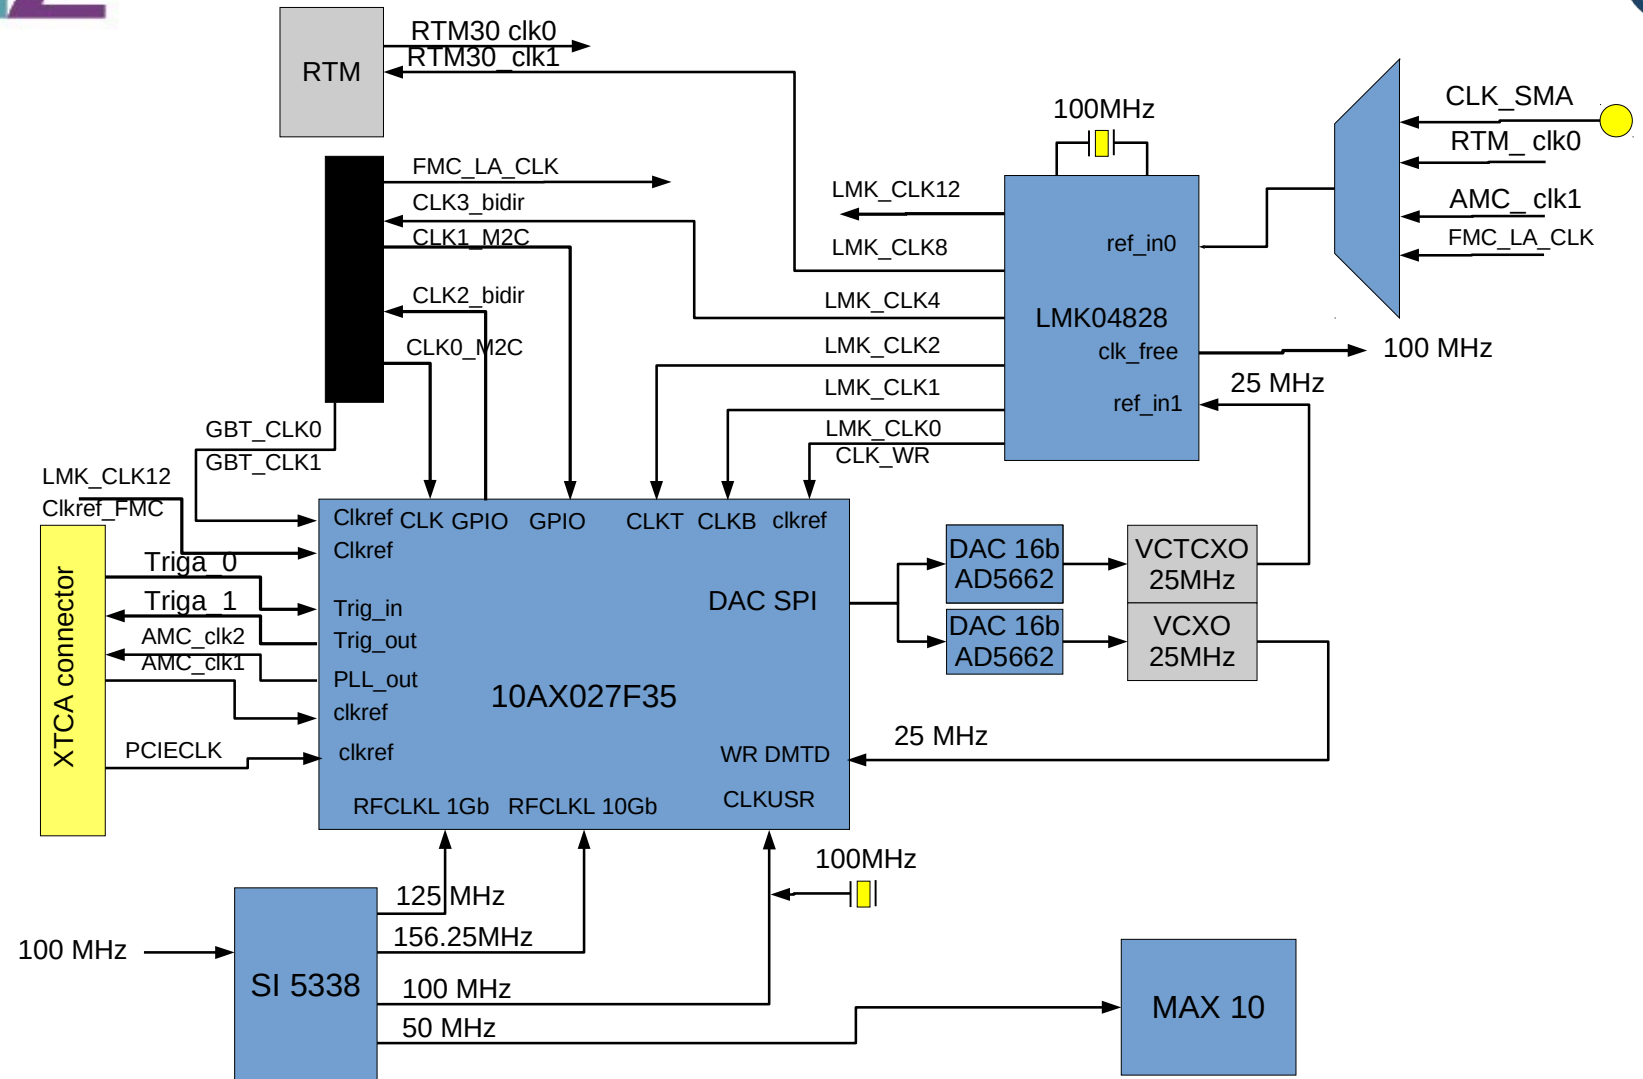 RTM
RTM30 clk0
RTM30_clk1
100MHz
CLK_SMA
RTM_ clk0
AMC_ clk1
FMC_LA_CLK
FMC_LA_CLK
CLK3_bidir
CLK1_M2C
CLK2_bidir
CLK0_M2C
LMK_CLK12
LMK_CLK8
LMK_CLK4
LMK_CLK2
LMK_CLK1
LMK_CLK0
CLK_WR
ref_in0
LMK04828
clk_free
ref_in1
100 MHz
25 MHz
GBT_CLK0
GBT_CLK1
LMK_CLK12
Clkref_FMC
XTCA connector
Triga_0
Triga_1
AMC_clk2
AMC_clk1
PCIECLK
Clkref CLK GPIO GPIO CLKT CLKB clkref
Clkref
Trig_in
Trig_out
PLL_out
clkref
clkref
DAC SPI
10AX027F35
WR DMTD
CLKUSR
RFCLKL 1Gb RFCLKL 10Gb
DAC 16b
AD5662
VCTCXO
25MHz
DAC 16b
AD5662
VCXO
25MHz
25 MHz
100MHz
100 MHz
SI 5338
125 MHz
156.25MHz
100 MHz
50 MHz
MAX 10